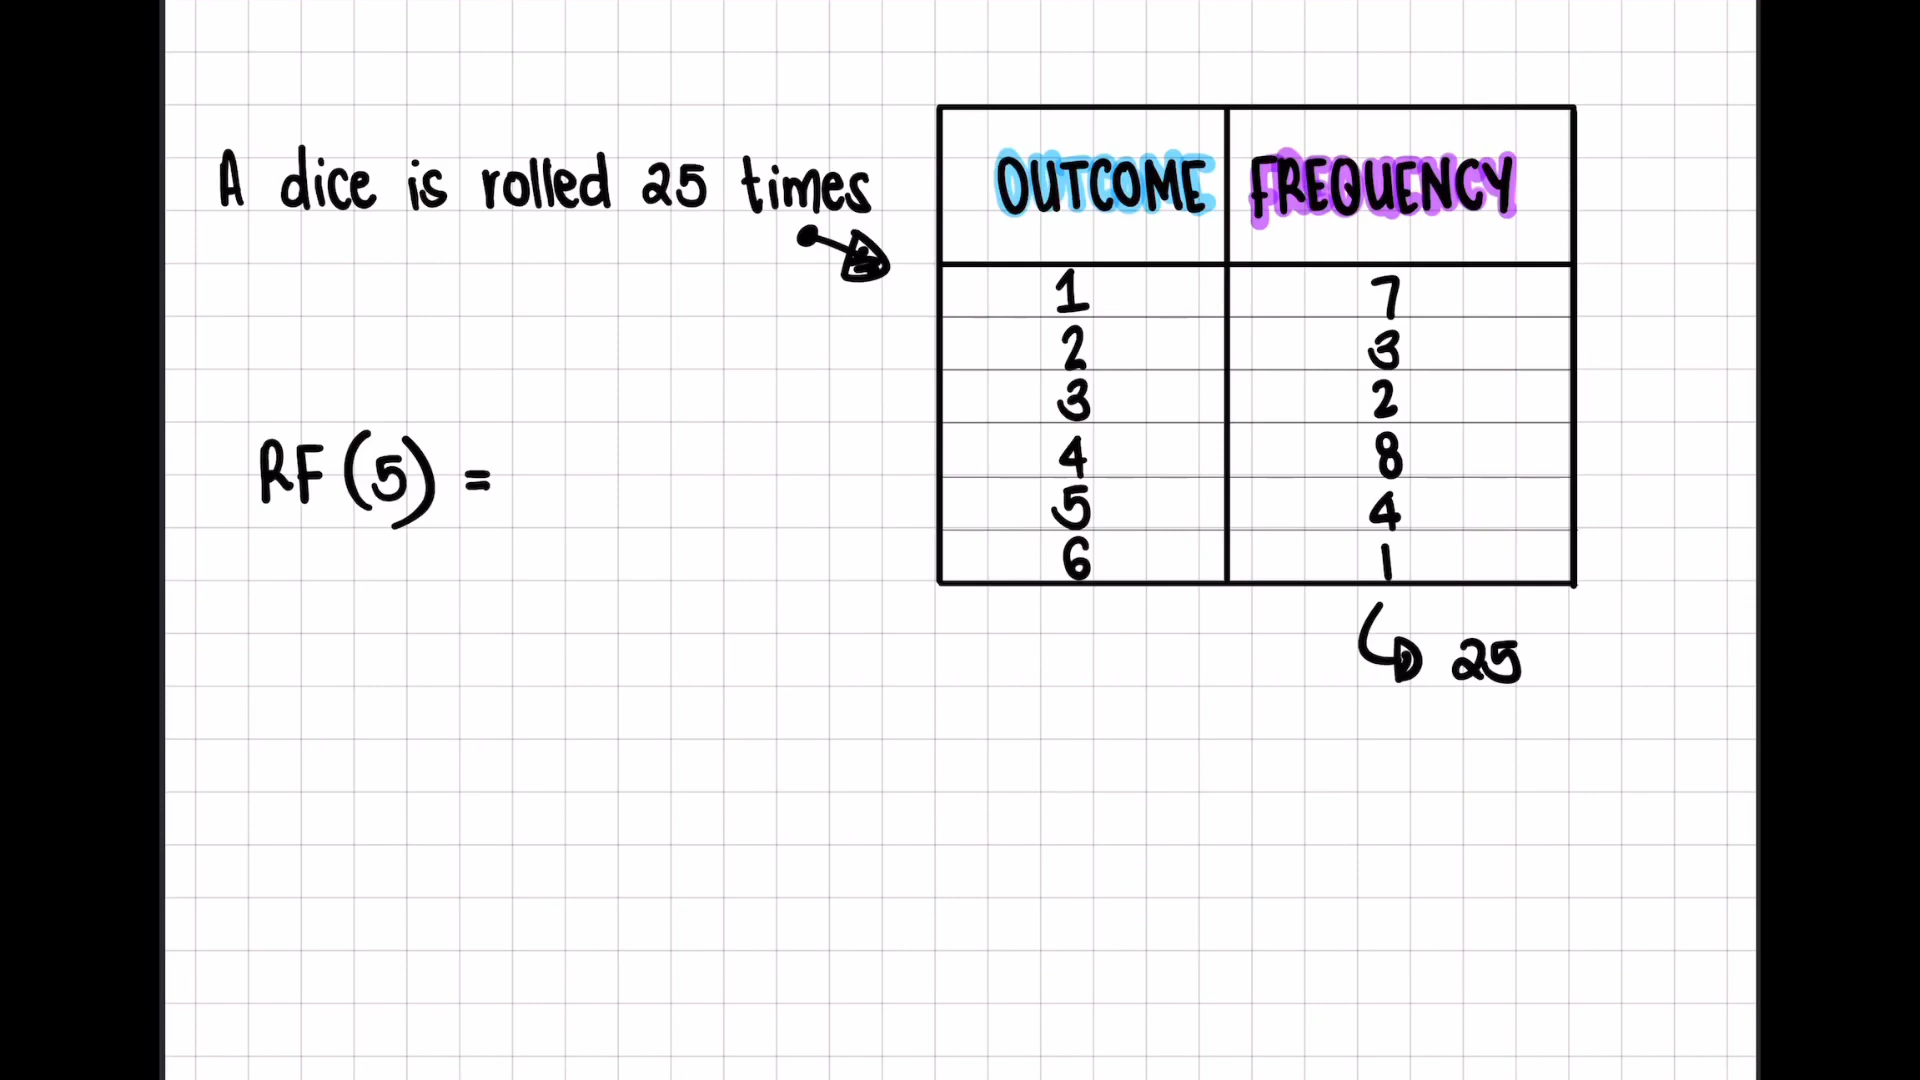 A dice is rolled 25 times
OUTCOME FREQUENCY
1 7
2 3
3 2
4 8
5 4
6 1
25
RF (5) =